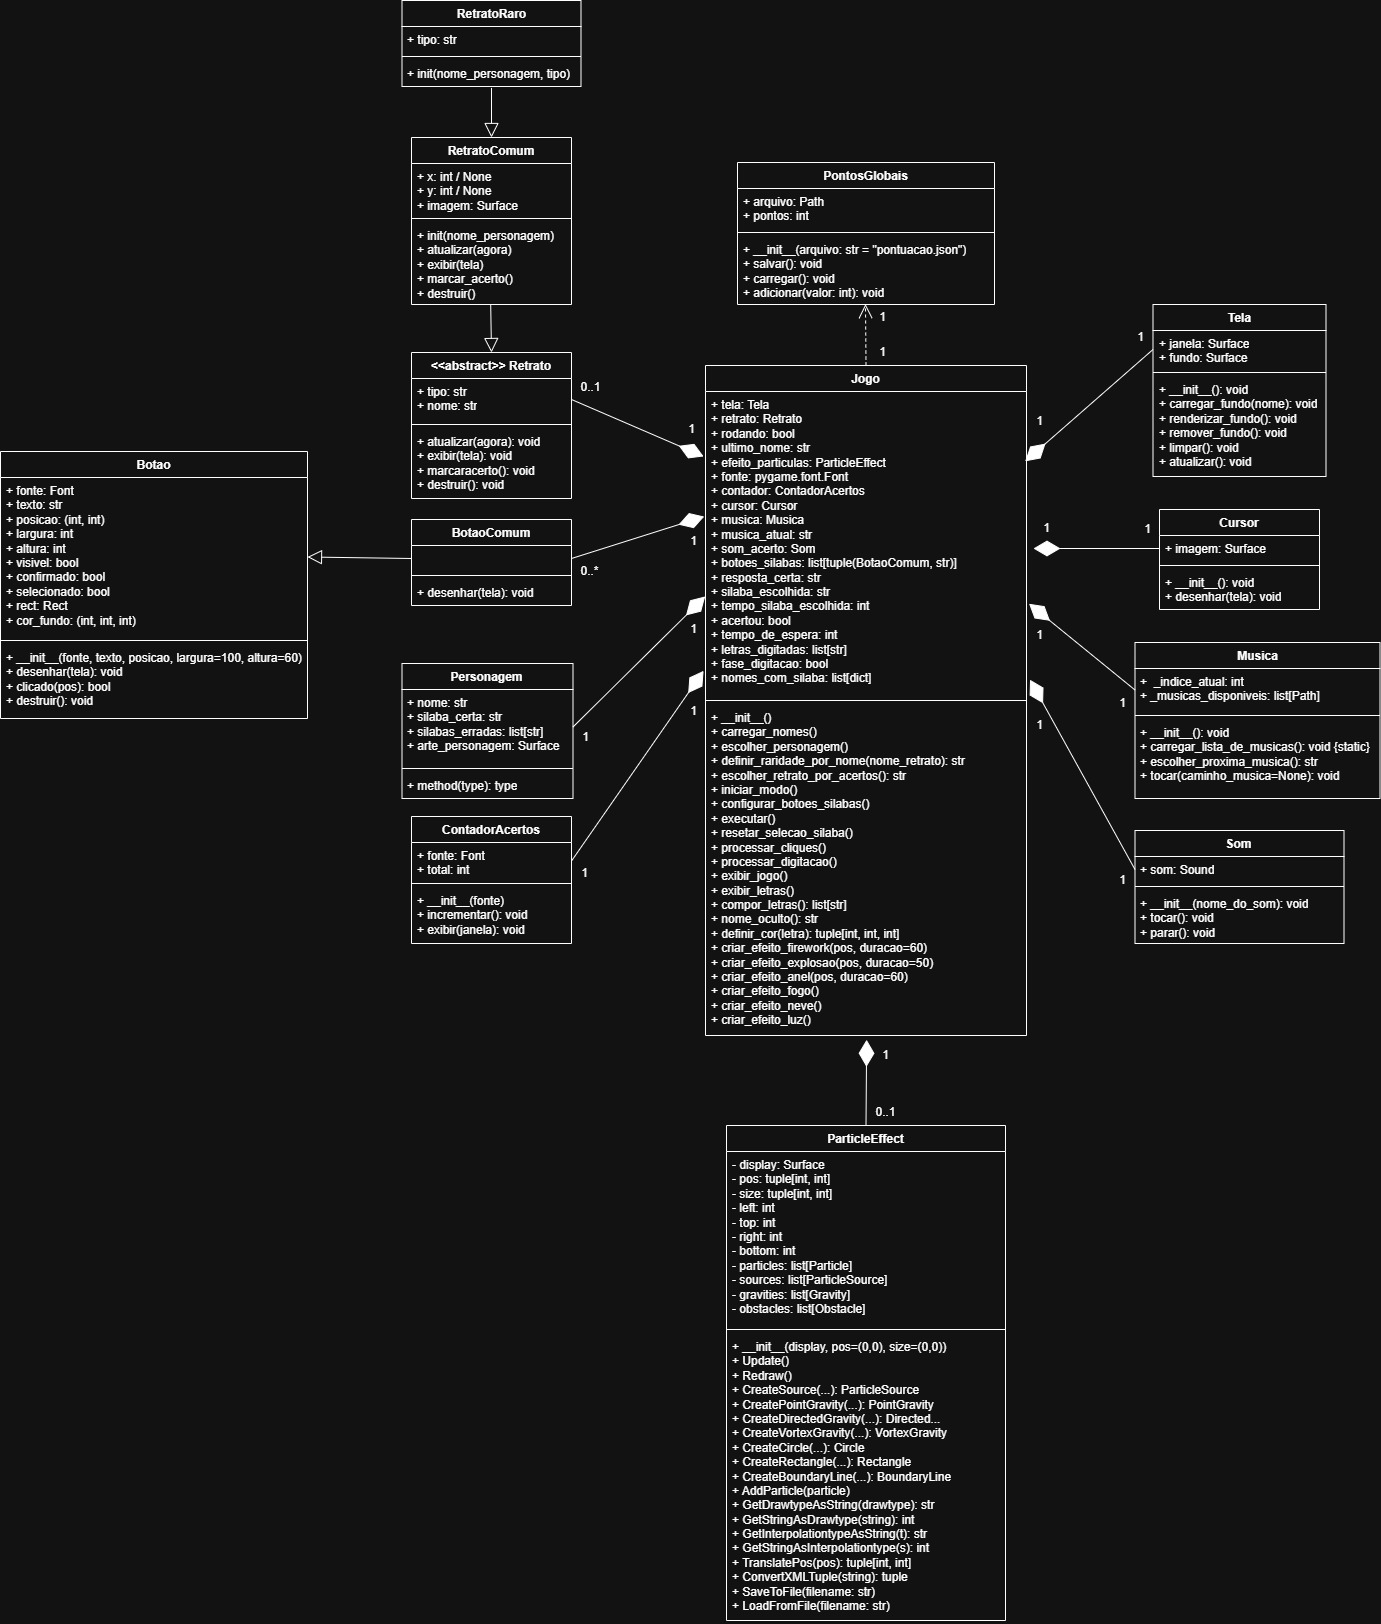 RetratoRaro
+ tipo: str
+ init(nome_personagem, tipo)
RetratoComum
+ x: int / None
+ y: int / None
+ imagem: Surface
+ init(nome_personagem)
+ atualizar(agora)
+ exibir(tela)
+ marcar_acerto()
+ destruir()
<<abstract>> Retrato
+ tipo: str
+ nome: str
+ atualizar(agora): void
+ exibir(tela): void
+ marcaracerto(): void
+ destruir(): void
0..1
1
Botao
+ fonte: Font
+ texto: str
+ posicao: (int, int)
+ largura: int
+ altura: int
+ visivel: bool
+ confirmado: bool
+ selecionado: bool
+ rect: Rect
+ cor_fundo: (int, int, int)
+ __init__(fonte, texto, posicao, largura=100, altura=60)
+ desenhar(tela): void
+ clicado(pos): bool
+ destruir(): void
BotaoComum
+ desenhar(tela): void
1
0..*
Personagem
+ nome: str
+ silaba_certa: str
+ silabas_erradas: list[str]
+ arte_personagem: Surface
+ method(type): type
1
1
ContadorAcertos
+ fonte: Font
+ total: int
+ __init__(fonte)
+ incrementar(): void
+ exibir(janela): void
1
1
PontosGlobais
+ arquivo: Path
+ pontos: int
+ __init__(arquivo: str = "pontuacao.json")
+ salvar(): void
+ carregar(): void
+ adicionar(valor: int): void
1
1
Jogo
+ tela: Tela
+ retrato: Retrato
+ rodando: bool
+ ultimo_nome: str
+ efeito_particulas: ParticleEffect
+ fonte: pygame.font.Font
+ contador: ContadorAcertos
+ cursor: Cursor
+ musica: Musica
+ musica_atual: str
+ som_acerto: Som
+ botoes_silabas: list[tuple(BotaoComum, str)]
+ resposta_certa: str
+ silaba_escolhida: str
+ tempo_silaba_escolhida: int
+ acertou: bool
+ tempo_de_espera: int
+ letras_digitadas: list[str]
+ fase_digitacao: bool
+ nomes_com_silaba: list[dict]
+ __init__()
+ carregar_nomes()
+ escolher_personagem()
+ definir_raridade_por_nome(nome_retrato): str
+ escolher_retrato_por_acertos(): str
+ iniciar_modo()
+ configurar_botoes_silabas()
+ executar()
+ resetar_selecao_silaba()
+ processar_cliques()
+ processar_digitacao()
+ exibir_jogo()
+ exibir_letras()
+ compor_letras(): list[str]
+ nome_oculto(): str
+ definir_cor(letra): tuple[int, int, int]
+ criar_efeito_firework(pos, duracao=60)
+ criar_efeito_explosao(pos, duracao=50)
+ criar_efeito_anel(pos, duracao=60)
+ criar_efeito_fogo()
+ criar_efeito_neve()
+ criar_efeito_luz()
Tela
+ janela: Surface
+ fundo: Surface
+ __init__(): void
+ carregar_fundo(nome): void
+ renderizar_fundo(): void
+ remover_fundo(): void
+ limpar(): void
+ atualizar(): void
1
1
Cursor
+ imagem: Surface
+ __init__(): void
+ desenhar(tela): void
1
1
Musica
+ _indice_atual: int
+ _musicas_disponiveis: list[Path]
+ __init__(): void
+ carregar_lista_de_musicas(): void {static}
+ escolher_proxima_musica(): str
+ tocar(caminho_musica=None): void
1
1
Som
+ som: Sound
+ __init__(nome_do_som): void
+ tocar(): void
+ parar(): void
1
1
1
0..1
ParticleEffect
- display: Surface
- pos: tuple[int, int]
- size: tuple[int, int]
- left: int
- top: int
- right: int
- bottom: int
- particles: list[Particle]
- sources: list[ParticleSource]
- gravities: list[Gravity]
- obstacles: list[Obstacle]
+ __init__(display, pos=(0,0), size=(0,0))
+ Update()
+ Redraw()
+ CreateSource(...): ParticleSource
+ CreatePointGravity(...): PointGravity
+ CreateDirectedGravity(...): Directed...
+ CreateVortexGravity(...): VortexGravity
+ CreateCircle(...): Circle
+ CreateRectangle(...): Rectangle
+ CreateBoundaryLine(...): BoundaryLine
+ AddParticle(particle)
+ GetDrawtypeAsString(drawtype): str
+ GetStringAsDrawtype(string): int
+ GetInterpolationtypeAsString(t): str
+ GetStringAsInterpolationtype(s): int
+ TranslatePos(pos): tuple[int, int]
+ ConvertXMLTuple(string): tuple
+ SaveToFile(filename: str)
+ LoadFromFile(filename: str)